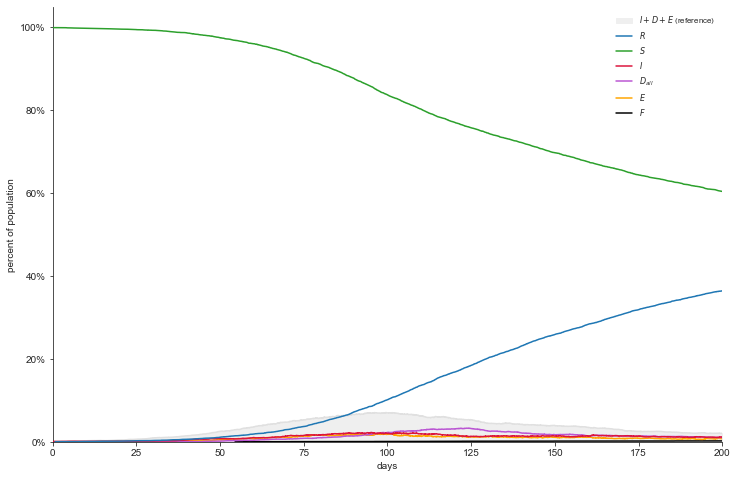 I + D + E (reference)
R
S
I
D_all
E
F
percent of population
100%
80%
60%
40%
20%
0%
0 25 50 75 100 125 150 175 200
days